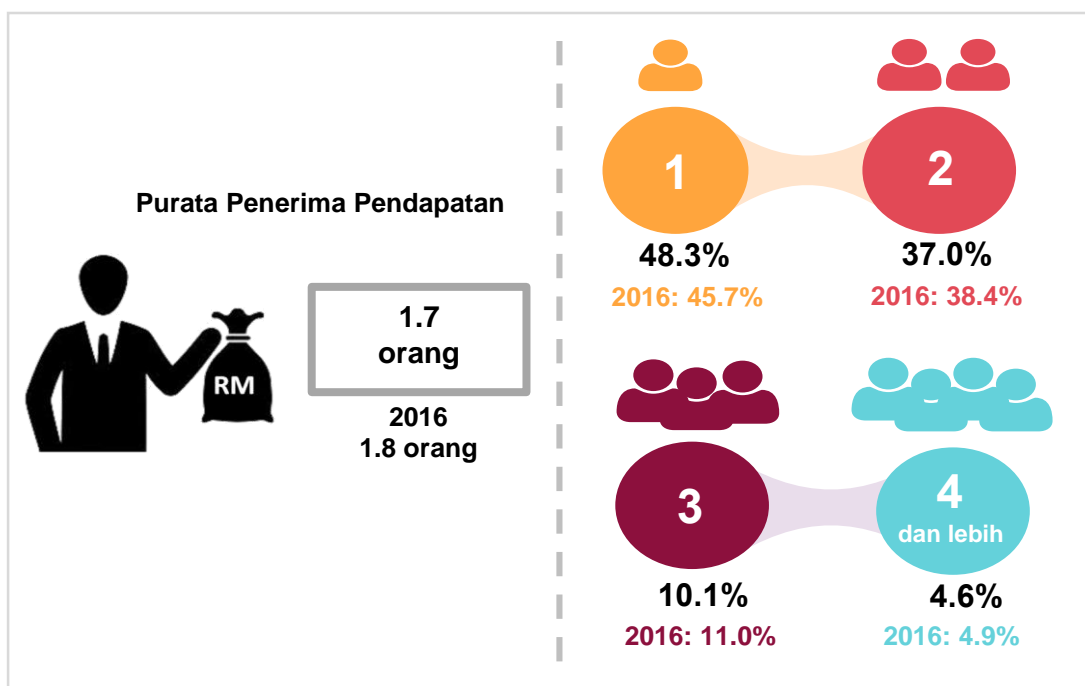 Purata Penerima Pendapatan
RM
1.7
orang
2016
1.8 orang
1
48.3%
2016: 45.7%
2
37.0%
2016: 38.4%
3
10.1%
2016: 11.0%
4
dan lebih
4.6%
2016: 4.9%